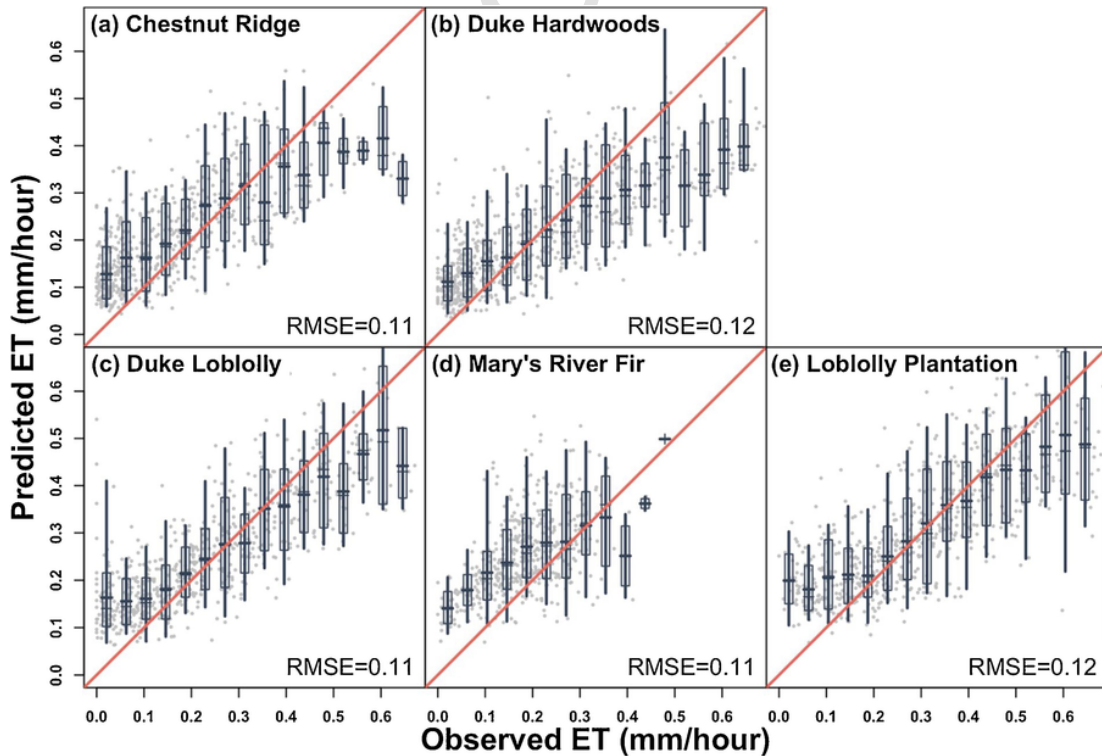 (a) Chestnut Ridge
(b) Duke Hardwoods
0.6
0.5
0.4
0.3
0.2
0.1
0.0
RMSE=0.11
RMSE=0.12
Predicted ET (mm/hour)
(c) Duke Loblolly
(d) Mary's River Fir
(e) Loblolly Plantation
0.6
0.5
0.4
0.3
0.2
0.1
0.0
RMSE=0.11
RMSE=0.11
RMSE=0.12
0.0 0.1 0.2 0.3 0.4 0.5 0.6
0.0 0.1 0.2 0.3 0.4 0.5 0.6
0.0 0.1 0.2 0.3 0.4 0.5 0.6
Observed ET (mm/hour)